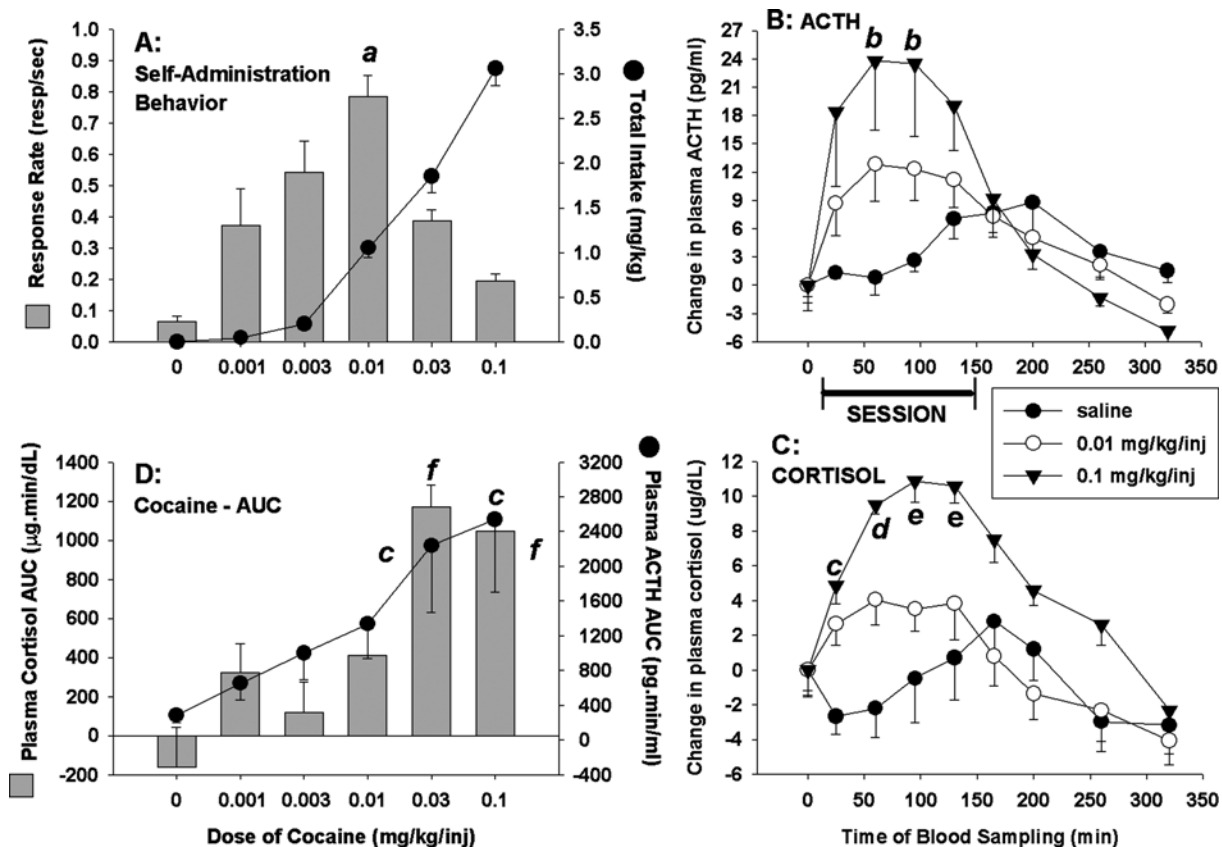 A:
Self-Administration
Behavior
a
Response Rate (resp/sec)
1.0
0.9
0.8
0.7
0.6
0.5
0.4
0.3
0.2
0.1
0.0
3.5
3.0
2.5
2.0
1.5
1.0
0.5
0.0
Total Intake (mg/kg)
0 0.001 0.003 0.01 0.03 0.1
B: ACTH
b b
Change in plasma ACTH (pg/ml)
27
24
21
18
15
12
9
6
3
0
-3
-6
0 50 100 150 200 250 300 350
SESSION
saline
0.01 mg/kg/inj
0.1 mg/kg/inj
D:
Cocaine - AUC
Plasma Cortisol AUC (µg.min/dL)
1400
1200
1000
800
600
400
200
0
-200
c f c f
3200
2800
2400
2000
1600
1200
800
400
0
-400
Plasma ACTH AUC (pg.min/ml)
0 0.001 0.003 0.01 0.03 0.1
Dose of Cocaine (mg/kg/inj)
C:
CORTISOL
Change in plasma cortisol (ug/dL)
12
10
8
6
4
2
0
-2
-4
-6
c d e e
0 50 100 150 200 250 300 350
Time of Blood Sampling (min)